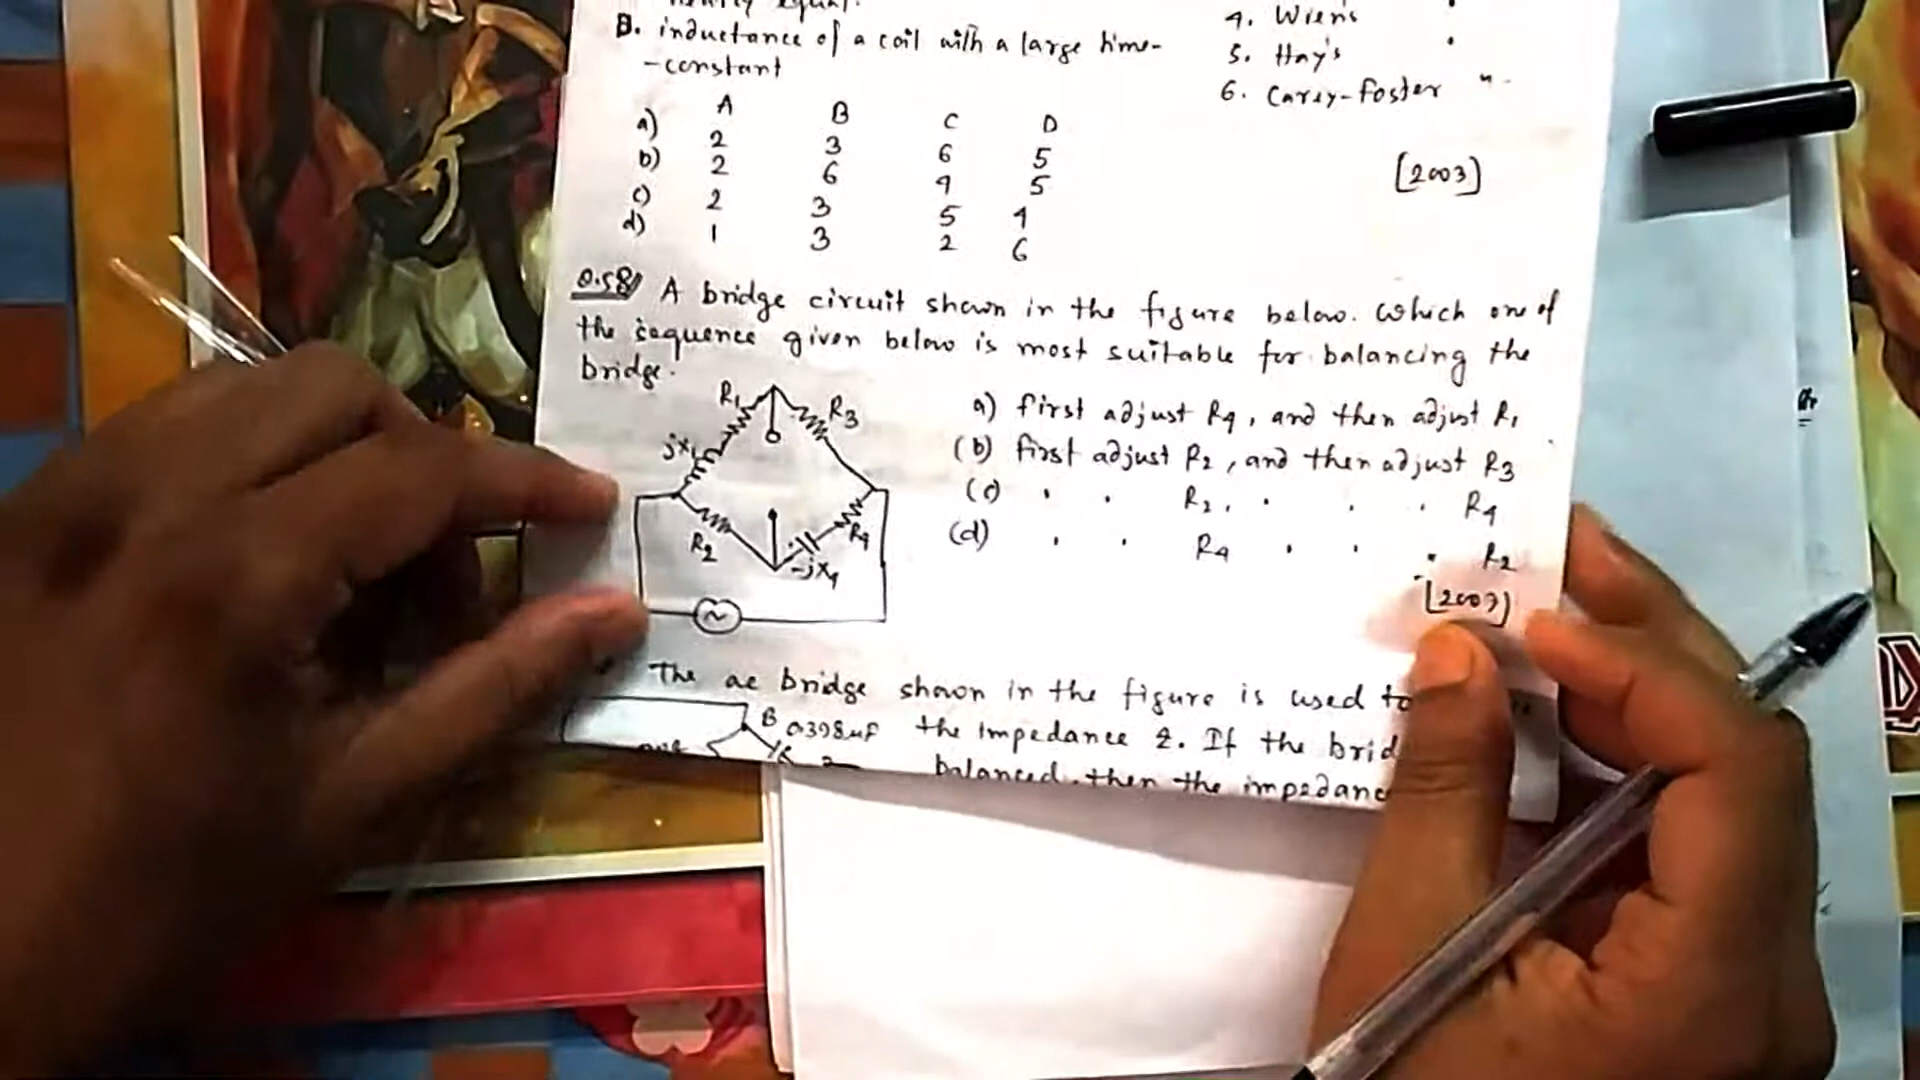 B. inductance of a coil with a large time-
-constant
4. Wien's
5. Hay's
6. Carey-Foster "
A B C D
a) 2 3 6 5
b) 2 6 4 5
c) 2 3 5 4
d) 1 3 2 6
[2003]
Q.58 A bridge circuit shown in the figure below. Which one of
the sequence given below is most suitable for balancing the
bridge.
R1
R3
jx1
R2
R4
-jx4
a) first adjust R4, and then adjust R1
(b) first adjust R2, and then adjust R3
(c) " " R2, " " " R4
(d) " " R4 " " " R2
[2003]
The ac bridge shown in the figure is used to
B 0.398μF the impedance Z. If the brid
balanced, then the impedanc